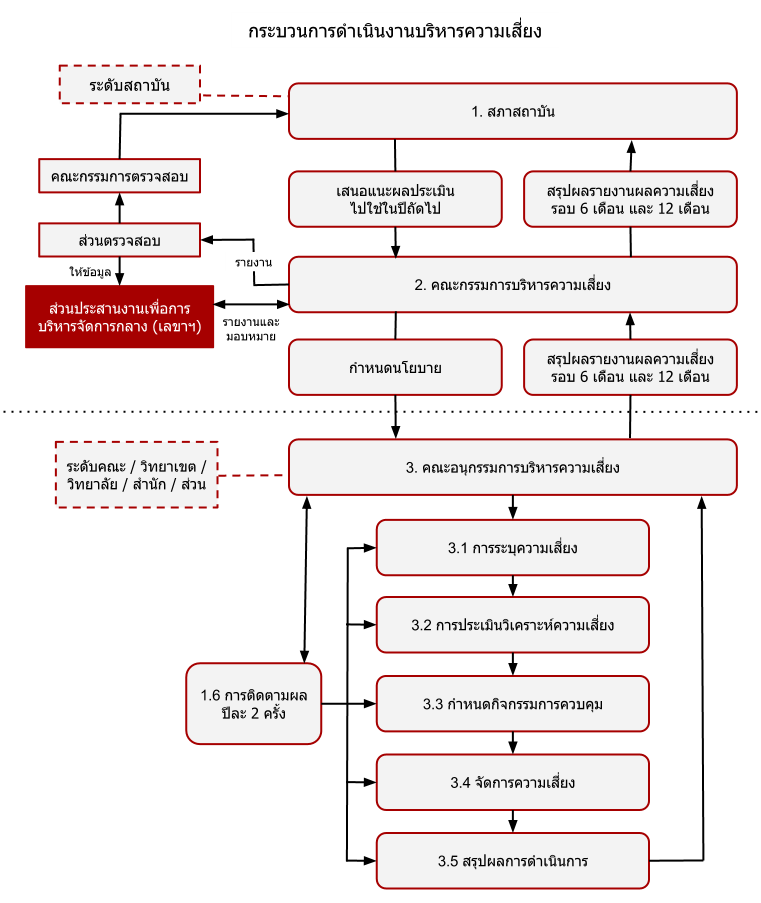 กระบวนการดำเนินงานบริหารความเสี่ยง
ระดับสถาบัน
1. สภาสถาบัน
คณะกรรมการตรวจสอบ
เสนอแนะผลประเมิน
ไปใช้ในปีถัดไป
สรุปผลรายงานผลความเสี่ยง
รอบ 6 เดือน และ 12 เดือน
ส่วนตรวจสอบ
รายงาน
ให้ข้อมูล
2. คณะกรรมการบริหารความเสี่ยง
ส่วนประสานงานเพื่อการ
บริหารจัดการกลาง (เลขาฯ)
รายงานและ
มอบหมาย
กำหนดนโยบาย
สรุปผลรายงานผลความเสี่ยง
รอบ 6 เดือน และ 12 เดือน
ระดับคณะ / วิทยาเขต /
วิทยาลัย / สำนัก / ส่วน
3. คณะอนุกรรมการบริหารความเสี่ยง
3.1 การระบุความเสี่ยง
3.2 การประเมินวิเคราะห์ความเสี่ยง
1.6 การติดตามผล
ปีละ 2 ครั้ง
3.3 กำหนดกิจกรรมการควบคุม
3.4 จัดการความเสี่ยง
3.5 สรุปผลการดำเนินการ